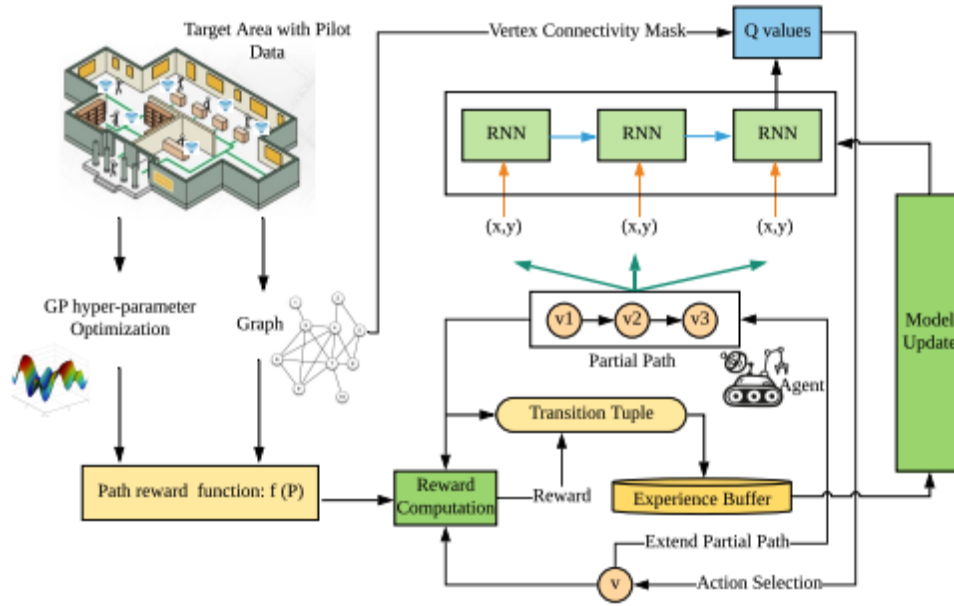 Target Area with Pilot
Data
Vertex Connectivity Mask
Q values
RNN
RNN
RNN
(x,y)
(x,y)
(x,y)
GP hyper-parameter
Optimization
Graph
v1
v2
v3
Partial Path
Agent
Model
Update
Transition Tuple
Path reward function: f (P)
Reward
Computation
Reward
Experience Buffer
Extend Partial Path
v
Action Selection